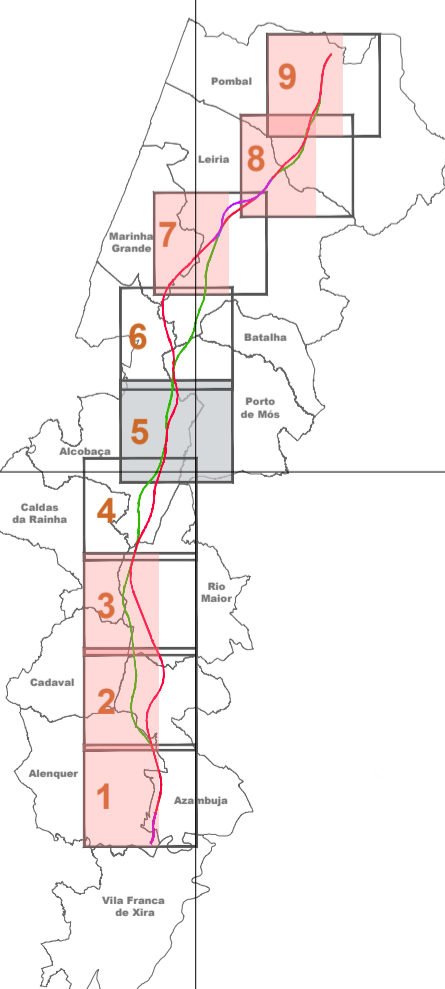 9
Pombal
8
Leiria
7
Marinha
Grande
6
Batalha
5
Porto
de Mós
Alcobaça
4
Caldas
da Rainha
3
Rio
Maior
2
Cadaval
1
Alenquer
Azambuja
Vila Franca
de Xira